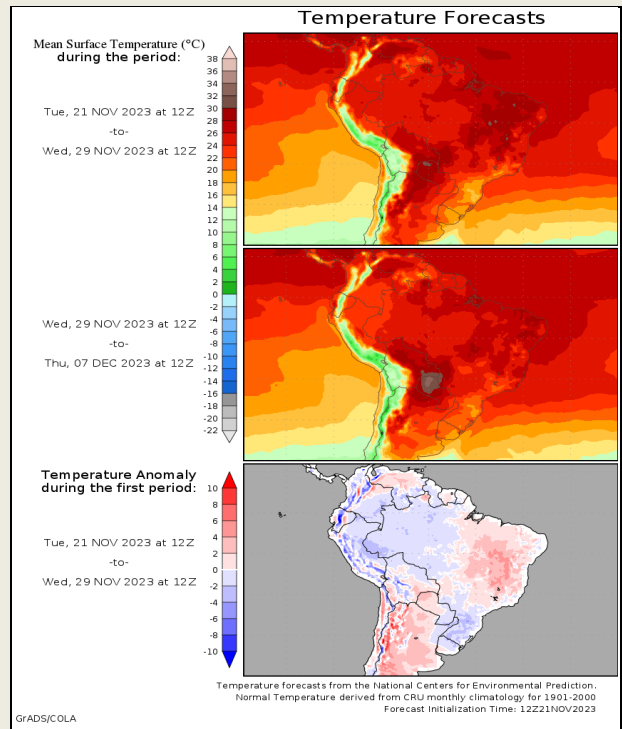 Temperature Forecasts
Mean Surface Temperature (°C)
during the period:
38
36
34
32
30
28
26
24
22
20
18
16
14
12
10
8
6
4
2
0
-2
-4
-6
-8
-10
-12
-14
-16
-18
-20
-22
Tue, 21 NOV 2023 at 12Z
-to-
Wed, 29 NOV 2023 at 12Z
Wed, 29 NOV 2023 at 12Z
-to-
Thu, 07 DEC 2023 at 12Z
Temperature Anomaly
during the first period:
10
8
6
4
2
0
-2
-4
-6
-8
-10
Tue, 21 NOV 2023 at 12Z
-to-
Wed, 29 NOV 2023 at 12Z
Temperature forecasts from the National Centers for Environmental Prediction.
Normal Temperature derived from CRU monthly climatology for 1901-2000
Forecast Initialization Time: 12Z21NOV2023
GrADS/COLA